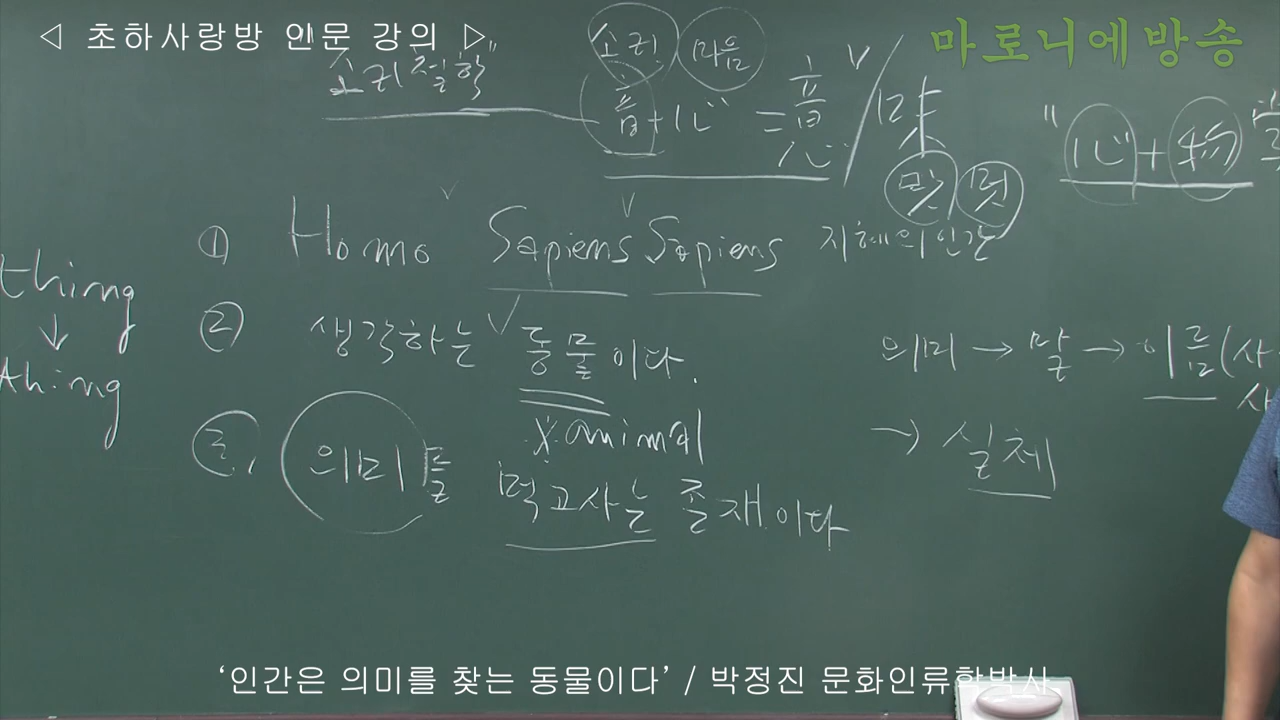 ◁ 초하사랑방 인문 강의 ▷
마로니에방송
소리철학
소리 마음
音+心 = 意 / 味
"心+物
맛 멋
① Homo Sapiens Sapiens 지혜의 인간
thing
↓
② 생각하는 동물이다.
의미 → 말 → 이름(사
x. animal
→ 실체
의미를 먹고사는 존재이다
'인간은 의미를 찾는 동물이다' / 박정진 문화인류학박사